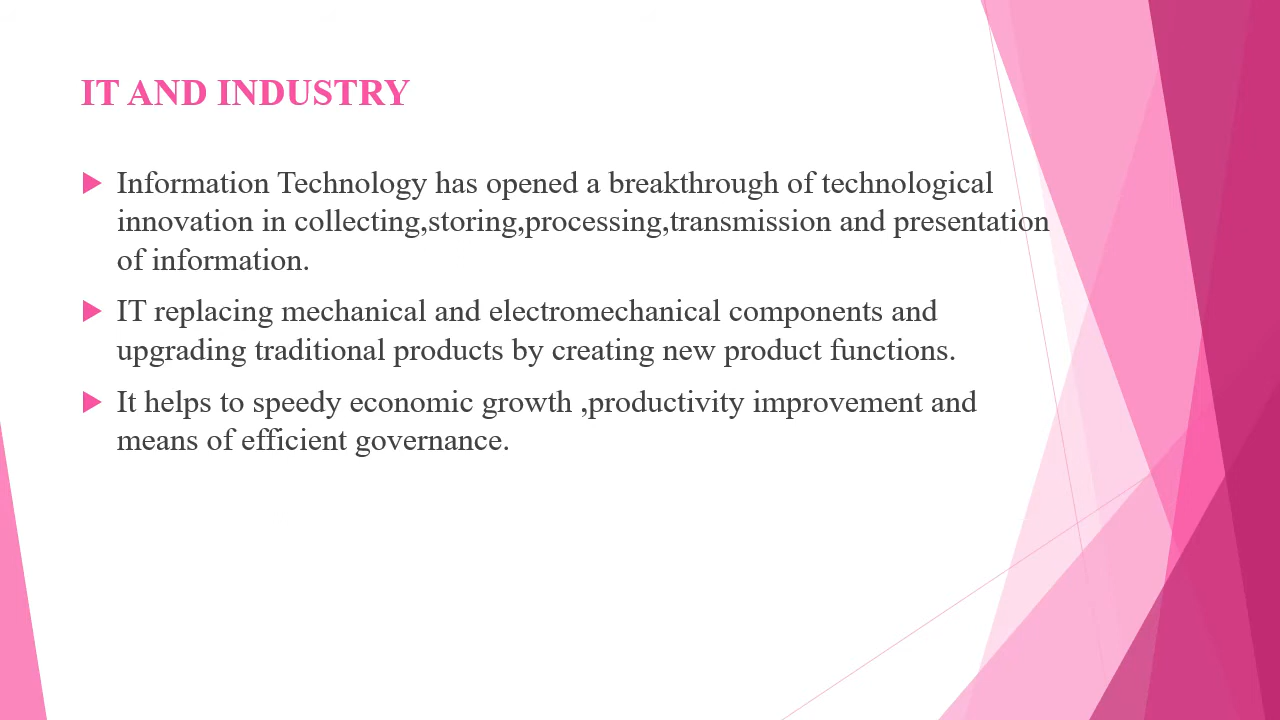 IT AND INDUSTRY
Information Technology has opened a breakthrough of technological
innovation in collecting,storing,processing,transmission and presentation
of information.
IT replacing mechanical and electromechanical components and
upgrading traditional products by creating new product functions.
It helps to speedy economic growth ,productivity improvement and
means of efficient governance.